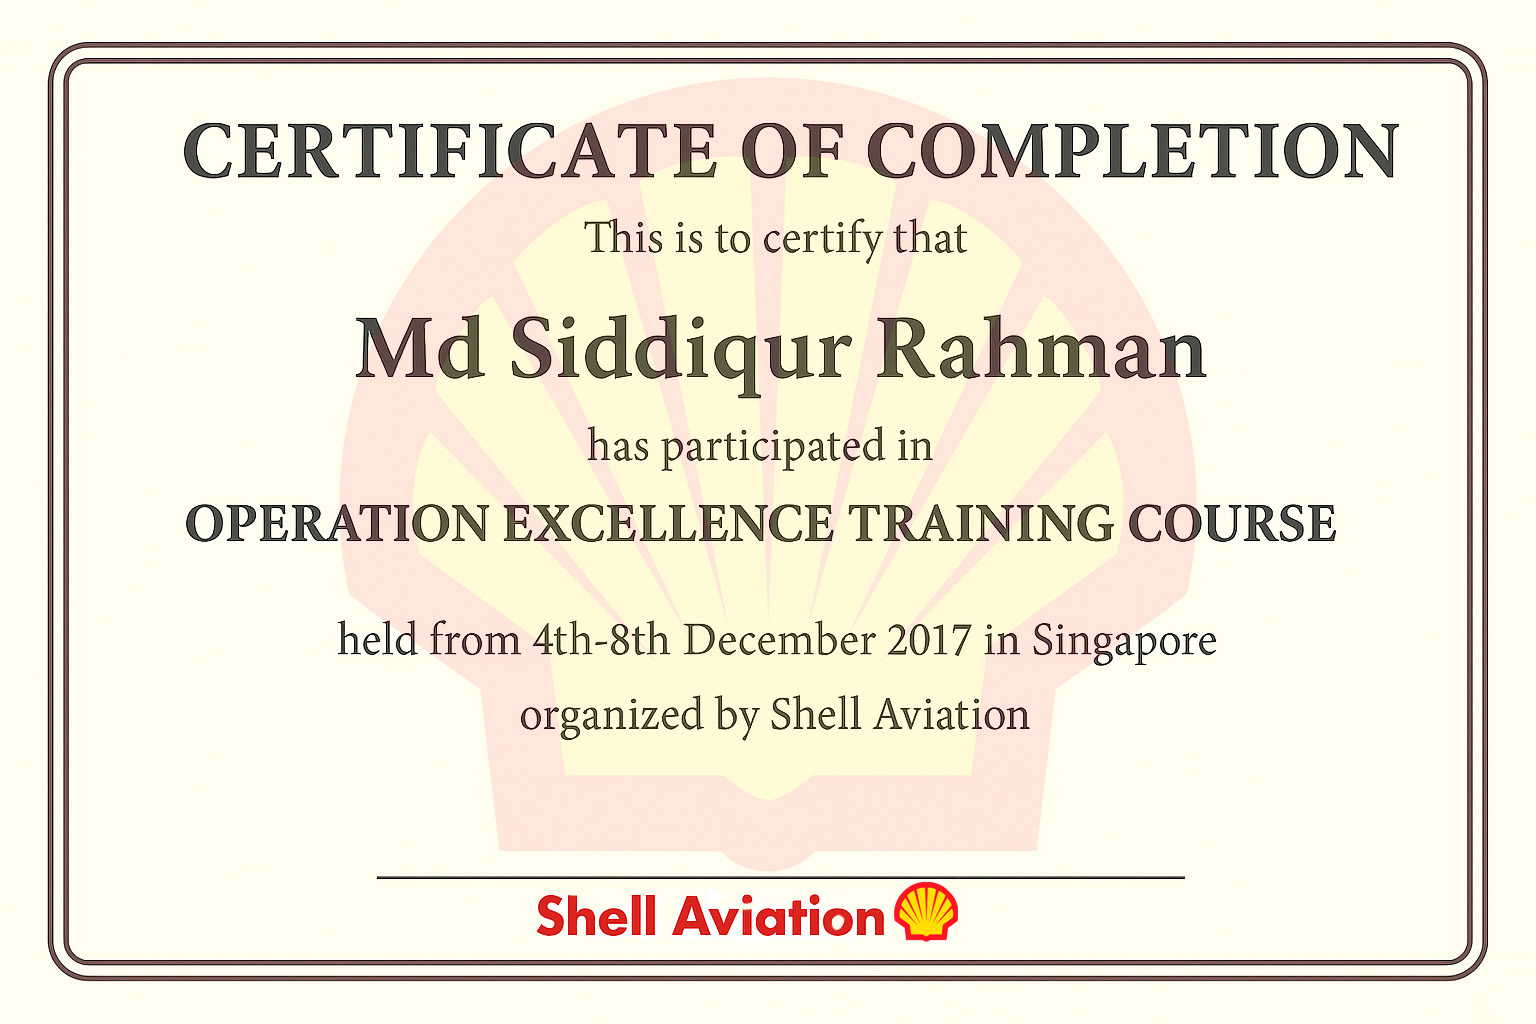 CERTIFICATE OF COMPLETION
This is to certify that
Md Siddiqur Rahman
has participated in
OPERATION EXCELLENCE TRAINING COURSE
held from 4th-8th December 2017 in Singapore
organized by Shell Aviation
Shell Aviation